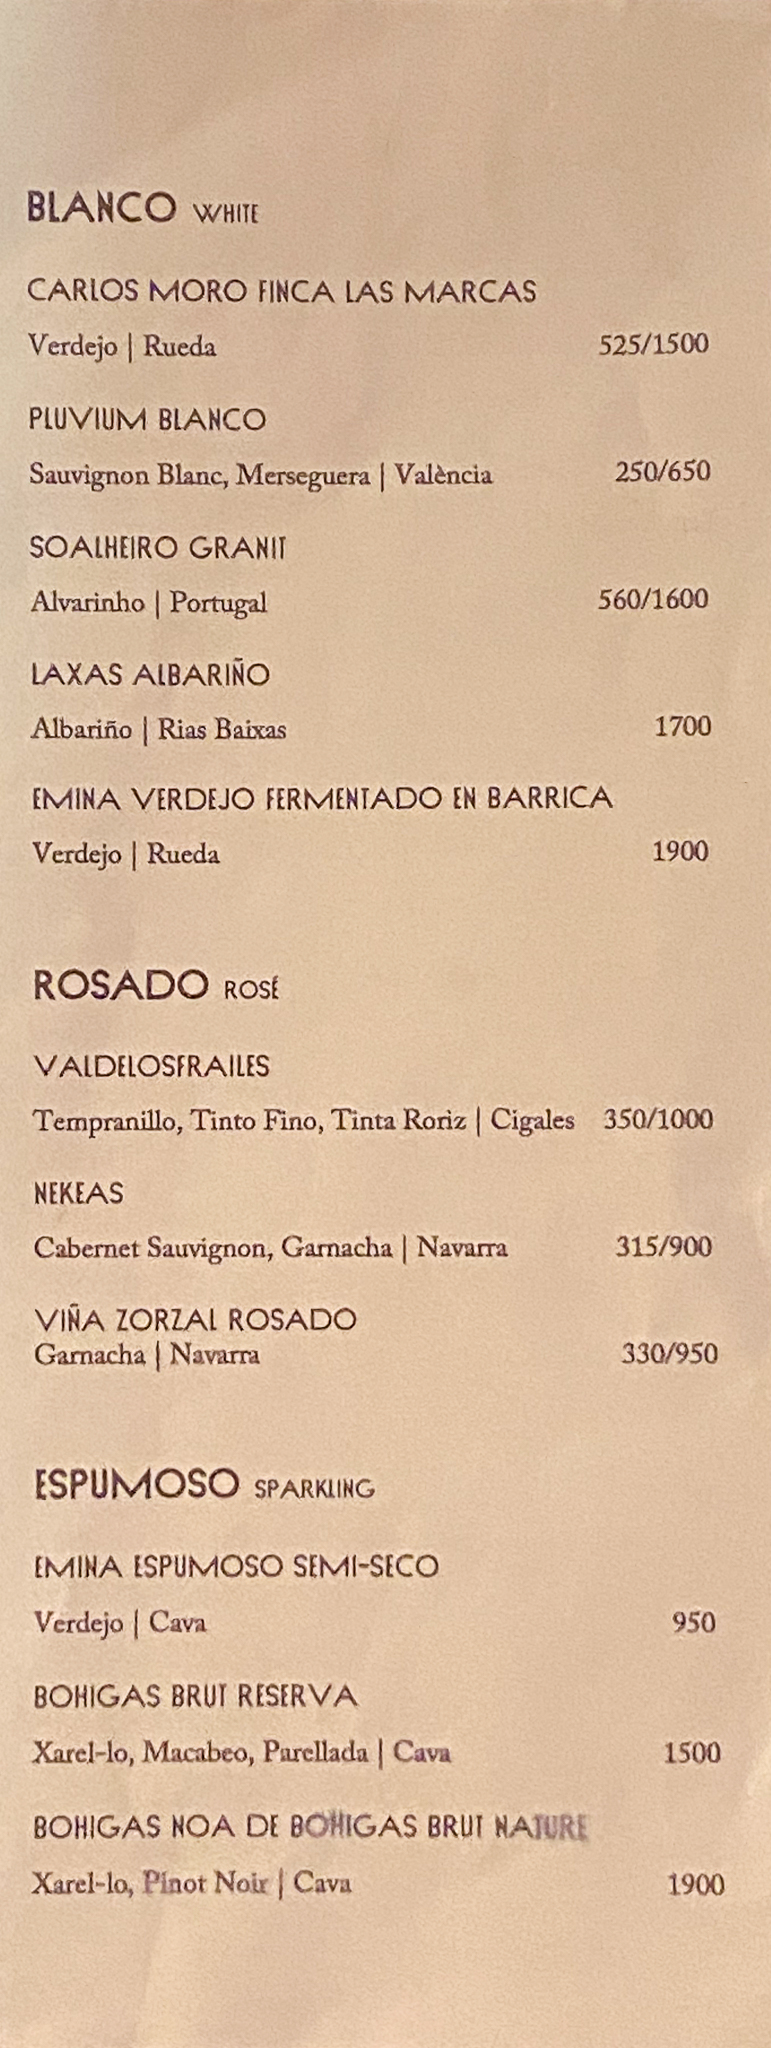 BLANCO WHITE
CARLOS MORO FINCA LAS MARCAS
Verdejo | Rueda 525/1500
PLUVIUM BLANCO
Sauvignon Blanc, Merseguera | València 250/650
SOALHEIRO GRANIT
Alvarinho | Portugal 560/1600
LAXAS ALBARIÑO
Albariño | Rias Baixas 1700
EMINA VERDEJO FERMENTADO EN BARRICA
Verdejo | Rueda 1900
ROSADO ROSÉ
VALDELOSFRAILES
Tempranillo, Tinto Fino, Tinta Roriz | Cigales 350/1000
NEKEAS
Cabernet Sauvignon, Garnacha | Navarra 315/900
VIÑA ZORZAL ROSADO
Garnacha | Navarra 330/950
ESPUMOSO SPARKLING
EMINA ESPUMOSO SEMI-SECO
Verdejo | Cava 950
BOHIGAS BRUT RESERVA
Xarel-lo, Macabeo, Parellada | Cava 1500
BOHIGAS NOA DE BOHIGAS BRUT NATURE
Xarel-lo, Pinot Noir | Cava 1900